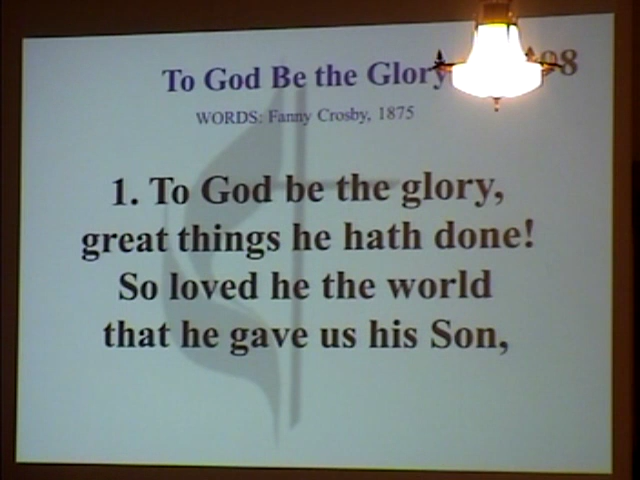 To God Be the Glory
WORDS: Fanny Crosby, 1875
1. To God be the glory,
great things he hath done!
So loved he the world
that he gave us his Son,